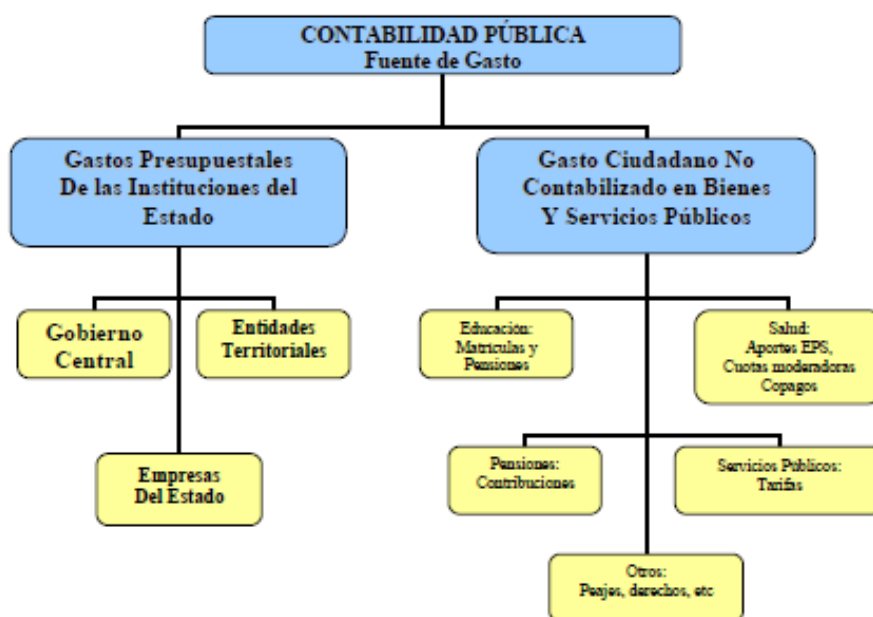 CONTABILIDAD PÚBLICA
Fuente de Gasto
Gastos Presupuestales
De las Instituciones del
Estado
Gasto Ciudadano No
Contabilizado en Bienes
Y Servicios Públicos
Gobierno
Central
Entidades
Territoriales
Empresas
Del Estado
Educación:
Matrículas y
Pensiones
Salud:
Aportes EPS,
Cuotas moderadoras
Copagos
Pensiones:
Contribuciones
Servicios Públicos:
Tarifas
Otros:
Peajes, derechos, etc